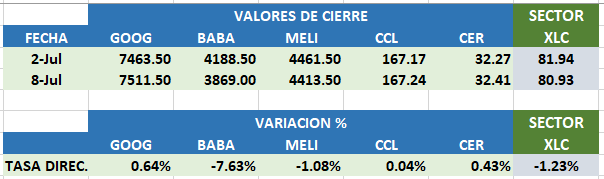 VALORES DE CIERRE SECTOR
FECHA GOOG BABA MELI CCL CER XLC
2-Jul 7463.50 4188.50 4461.50 167.17 32.27 81.94
8-Jul 7511.50 3869.00 4413.50 167.24 32.41 80.93
VARIACION % SECTOR
GOOG BABA MELI CCL CER XLC
TASA DIREC. 0.64% -7.63% -1.08% 0.04% 0.43% -1.23%